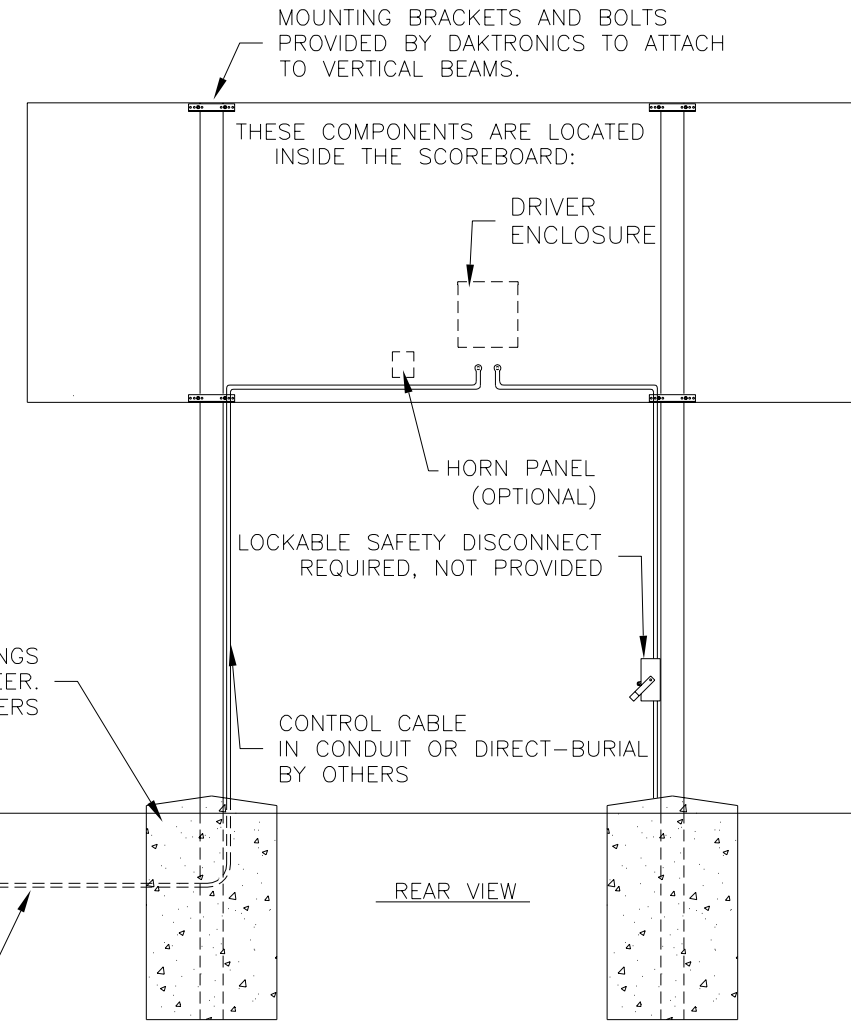 MOUNTING BRACKETS AND BOLTS
PROVIDED BY DAKTRONICS TO ATTACH
TO VERTICAL BEAMS.
THESE COMPONENTS ARE LOCATED
INSIDE THE SCOREBOARD:
DRIVER
ENCLOSURE
HORN PANEL
(OPTIONAL)
LOCKABLE SAFETY DISCONNECT
REQUIRED, NOT PROVIDED
CONTROL CABLE
IN CONDUIT OR DIRECT-BURIAL
BY OTHERS
REAR VIEW